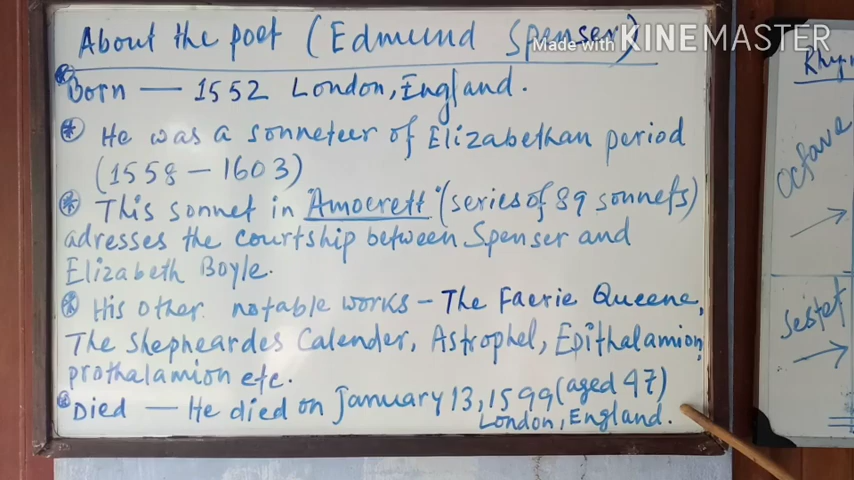 About the poet (Edmund Spenser)
Made with KINEMASTER
Born — 1552 London, England.
* He was a sonneteer of Elizabethan period
(1558 – 1603)
* This sonnet in "Amocrett" (series of 89 sonnets)
adresses the courtship between Spenser and
Elizabeth Boyle.
* His other notable works – The Faerie Queene,
The Shepheardes Calender, Astrophel, Epithalamion,
prothalamion etc.
* Died — He died on January 13, 1599 (aged 47)
London, England.
Octave
Sestet